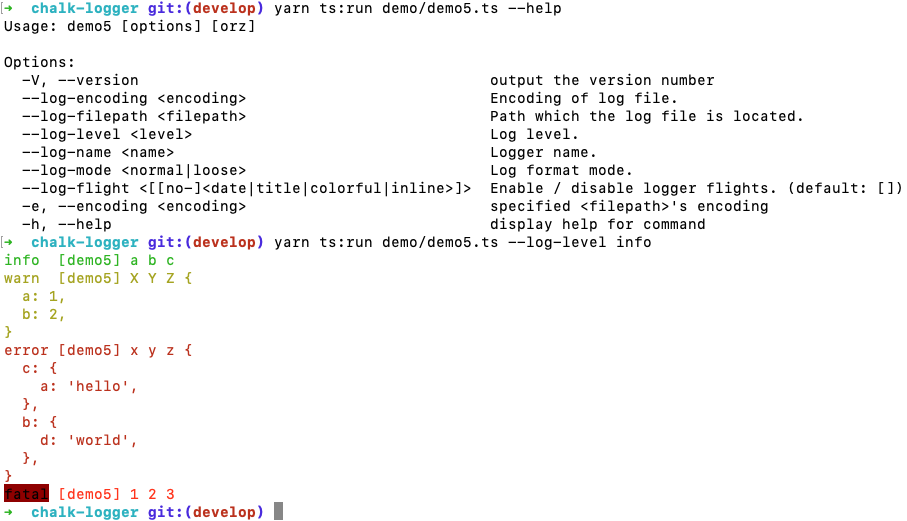 ➜  chalk-logger git:(develop) yarn ts:run demo/demo5.ts --help
Usage: demo5 [options] [orz]

Options:
  -V, --version                                       output the version number
  --log-encoding <encoding>                           Encoding of log file.
  --log-filepath <filepath>                           Path which the log file is located.
  --log-level <level>                                 Log level.
  --log-name <name>                                   Logger name.
  --log-mode <normal|loose>                           Log format mode.
  --log-flight <[[no-]<date|title|colorful|inline>]>  Enable / disable logger flights. (default: [])
  -e, --encoding <encoding>                           specified <filepath>'s encoding
  -h, --help                                          display help for command
➜  chalk-logger git:(develop) yarn ts:run demo/demo5.ts --log-level info
info  [demo5] a b c
warn  [demo5] X Y Z {
  a: 1,
  b: 2,
}
error [demo5] x y z {
  c: {
    a: 'hello',
  },
  b: {
    d: 'world',
  },
}
fatal [demo5] 1 2 3
➜  chalk-logger git:(develop)